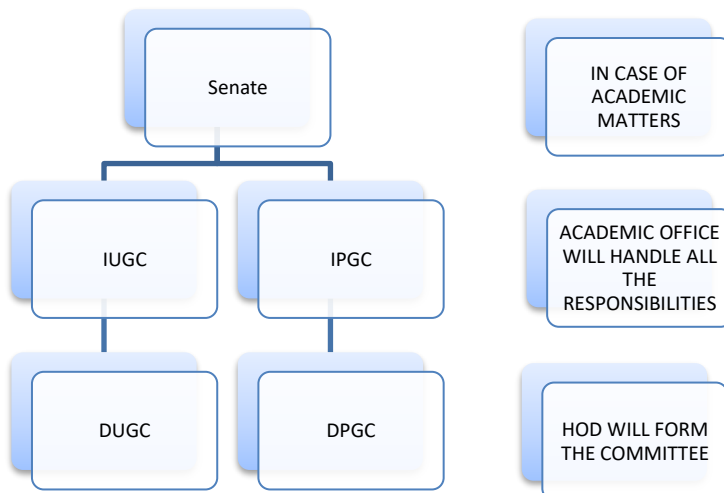 Senate
IN CASE OF
ACADEMIC
MATTERS
IUGC
IPGC
ACADEMIC OFFICE
WILL HANDLE ALL
THE
RESPONSIBILITIES
DUGC
DPGC
HOD WILL FORM
THE COMMITTEE